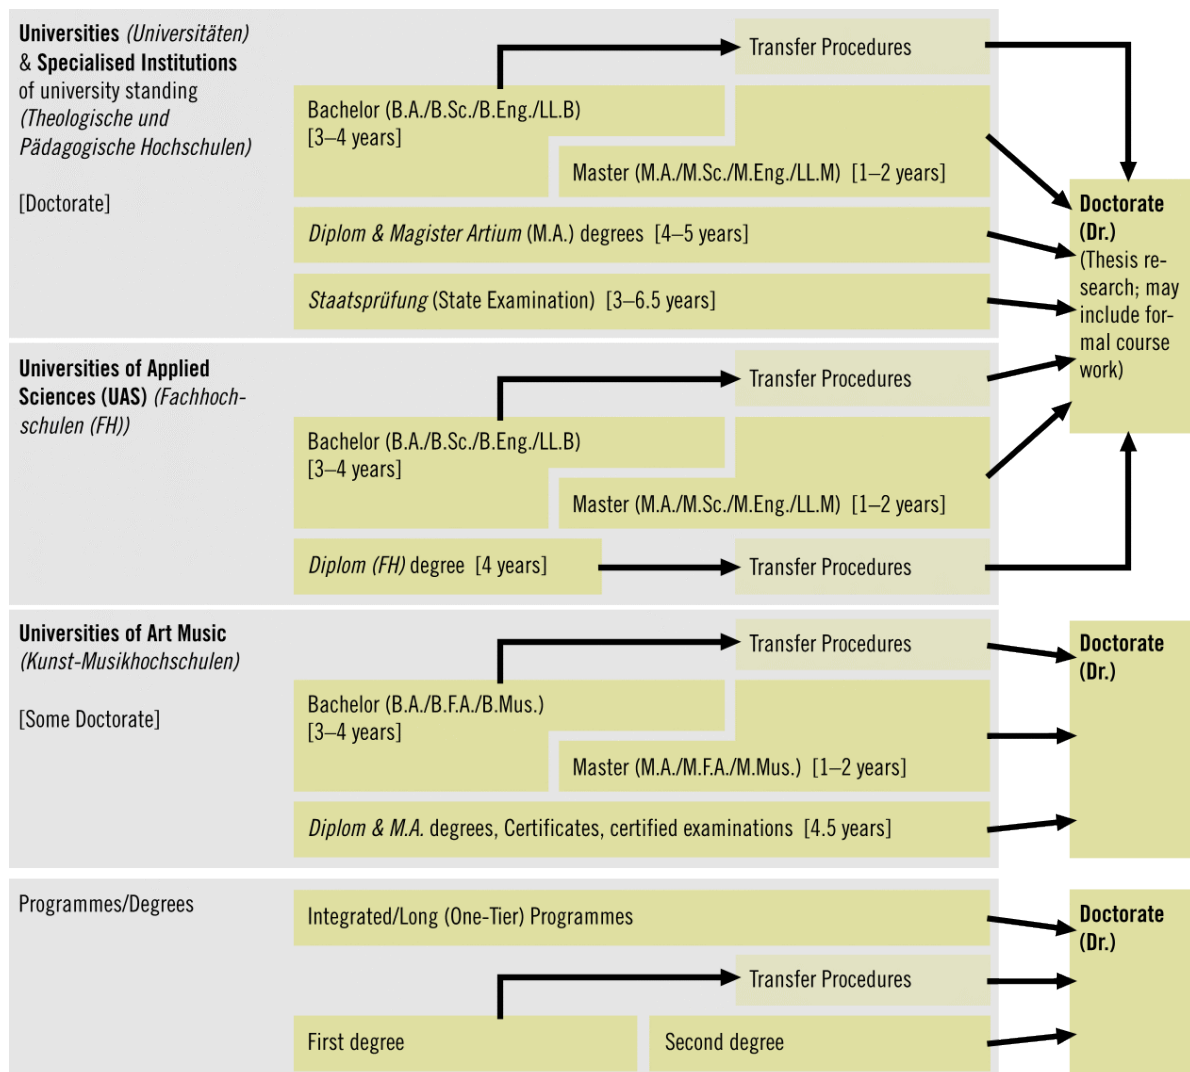 Universities (Universitäten)
& Specialised Institutions
of university standing
(Theologische und
Pädagogische Hochschulen)
[Doctorate]
Transfer Procedures
Bachelor (B.A./B.Sc./B.Eng./LL.B)
[3–4 years]
Master (M.A./M.Sc./M.Eng./LL.M) [1–2 years]
Diplom & Magister Artium (M.A.) degrees [4–5 years]
Staatsprüfung (State Examination) [3–6.5 years]
Doctorate
(Dr.)
(Thesis re-
search; may
include for-
mal course
work)
Universities of Applied
Sciences (UAS) (Fachhoch-
schulen (FH))
Transfer Procedures
Bachelor (B.A./B.Sc./B.Eng./LL.B)
[3–4 years]
Master (M.A./M.Sc./M.Eng./LL.M) [1–2 years]
Diplom (FH) degree [4 years]
Transfer Procedures
Universities of Art Music
(Kunst-Musikhochschulen)
[Some Doctorate]
Transfer Procedures
Bachelor (B.A./B.F.A./B.Mus.)
[3–4 years]
Master (M.A./M.F.A./M.Mus.) [1–2 years]
Diplom & M.A. degrees, Certificates, certified examinations [4.5 years]
Doctorate
(Dr.)
Programmes/Degrees
Integrated/Long (One-Tier) Programmes
Transfer Procedures
First degree
Second degree
Doctorate
(Dr.)